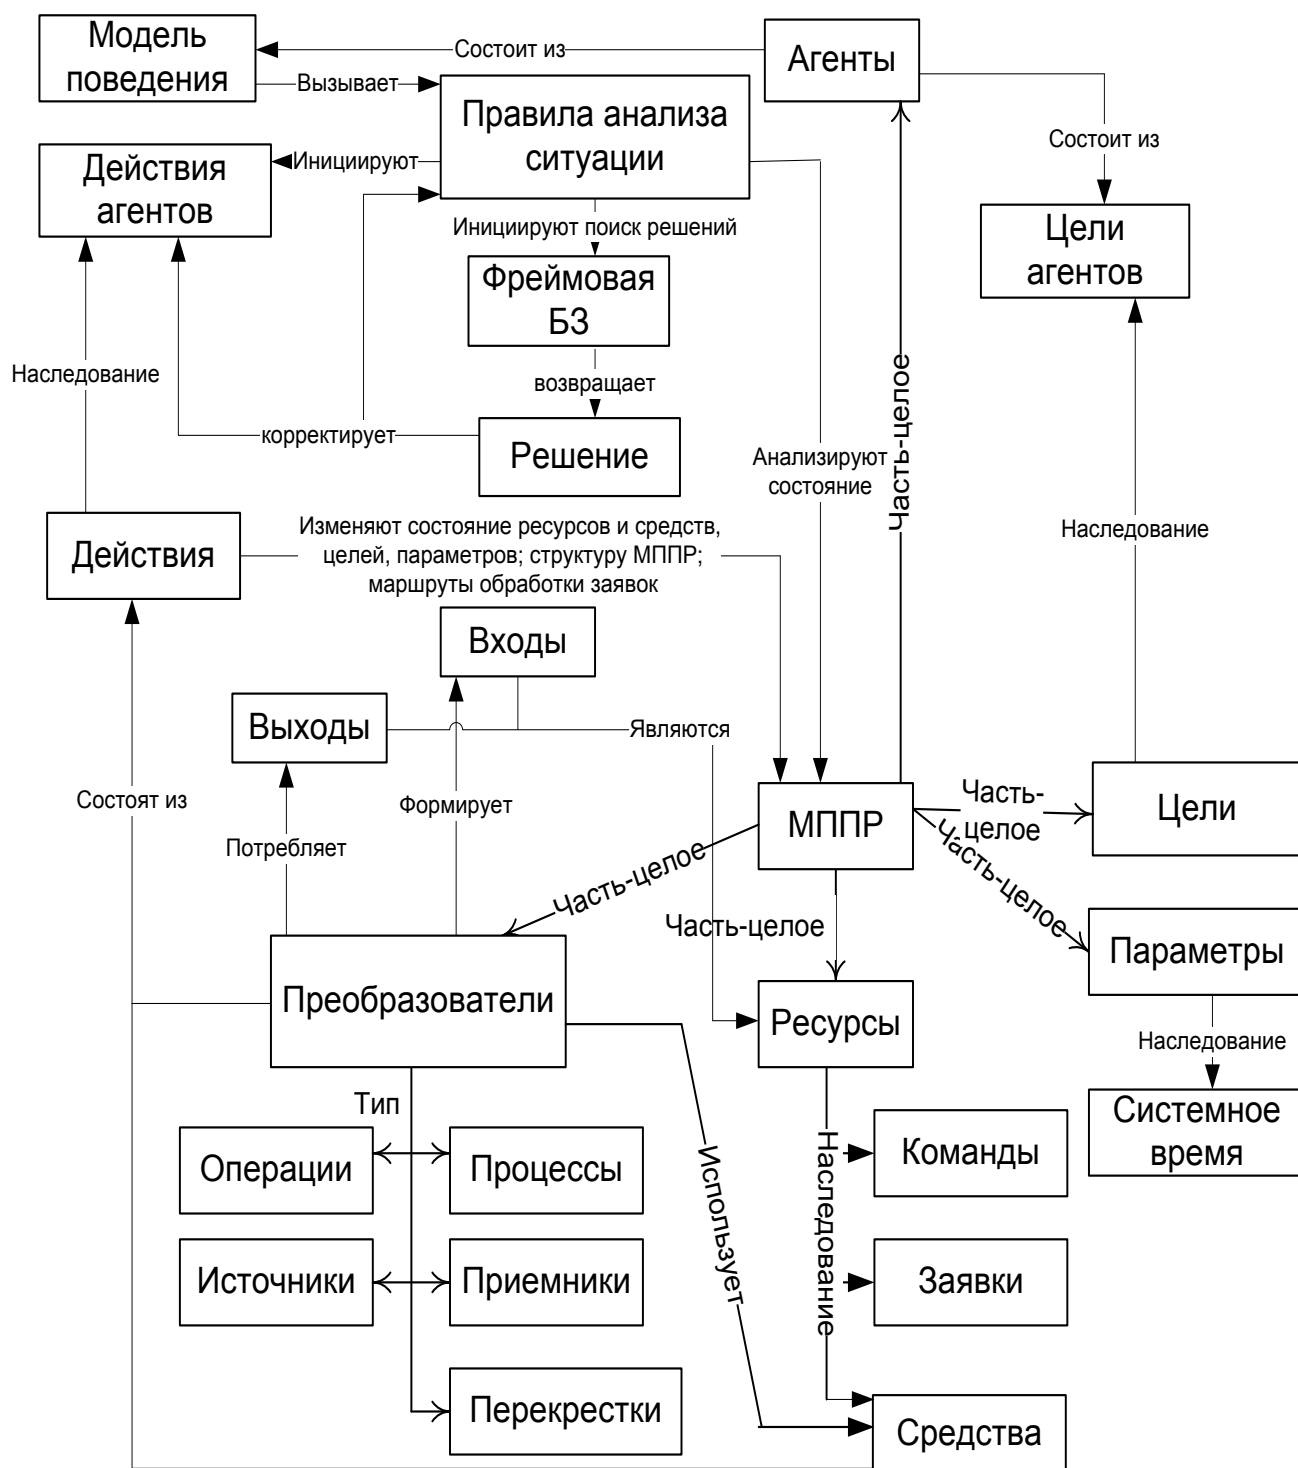 Модель
поведения
Состоит из
Агенты
Вызывает
Правила анализа
ситуации
Состоит из
Действия
агентов
Инициируют
Инициируют поиск решений
Цели
агентов
Фреймовая
БЗ
Наследование
возвращает
Часть-целое
корректирует
Решение
Анализируют
состояние
Наследование
Действия
Изменяют состояние ресурсов и средств,
целей, параметров; структуру МППР;
маршруты обработки заявок
Входы
Выходы
Являются
Состоят из
Формирует
Потребляет
МППР
Часть-
целое
Цели
Часть-целое
Часть-целое
Часть-целое
Параметры
Преобразователи
Ресурсы
Наследование
Системное
время
Тип
Операции
Процессы
Использует
Наследование
Команды
Источники
Приемники
Заявки
Перекрестки
Средства